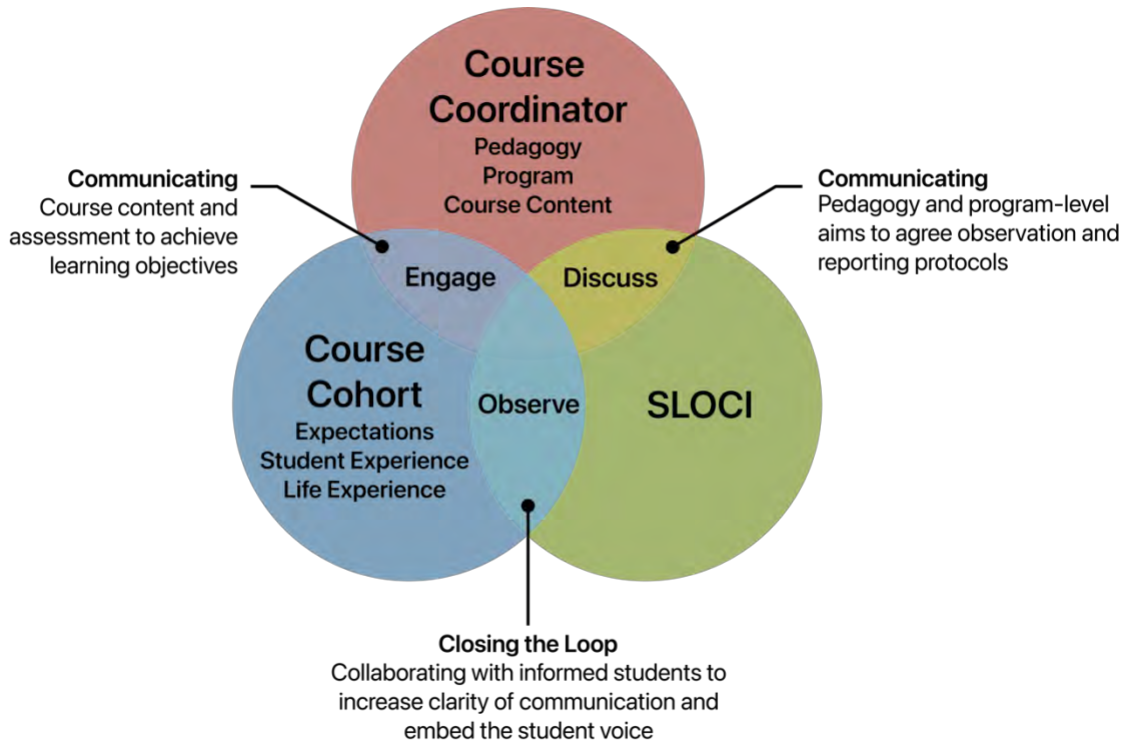 Course
Coordinator
Pedagogy
Program
Course Content
Communicating
Course content and
assessment to achieve
learning objectives
Communicating
Pedagogy and program-level
aims to agree observation and
reporting protocols
Engage
Discuss
Course
Cohort
Expectations
Student Experience
Life Experience
Observe
SLOCI
Closing the Loop
Collaborating with informed students to
increase clarity of communication and
embed the student voice